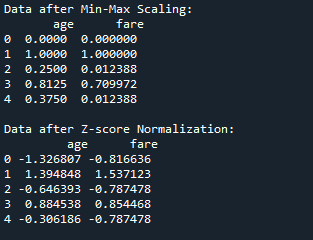 Data after Min-Max Scaling:
      age      fare
0  0.0000  0.000000
1  1.0000  1.000000
2  0.2500  0.012388
3  0.8125  0.709972
4  0.3750  0.012388
Data after Z-score Normalization:
        age      fare
0 -1.326807 -0.816636
1  1.394848  1.537123
2 -0.646393 -0.787478
3  0.884538  0.854468
4 -0.306186 -0.787478